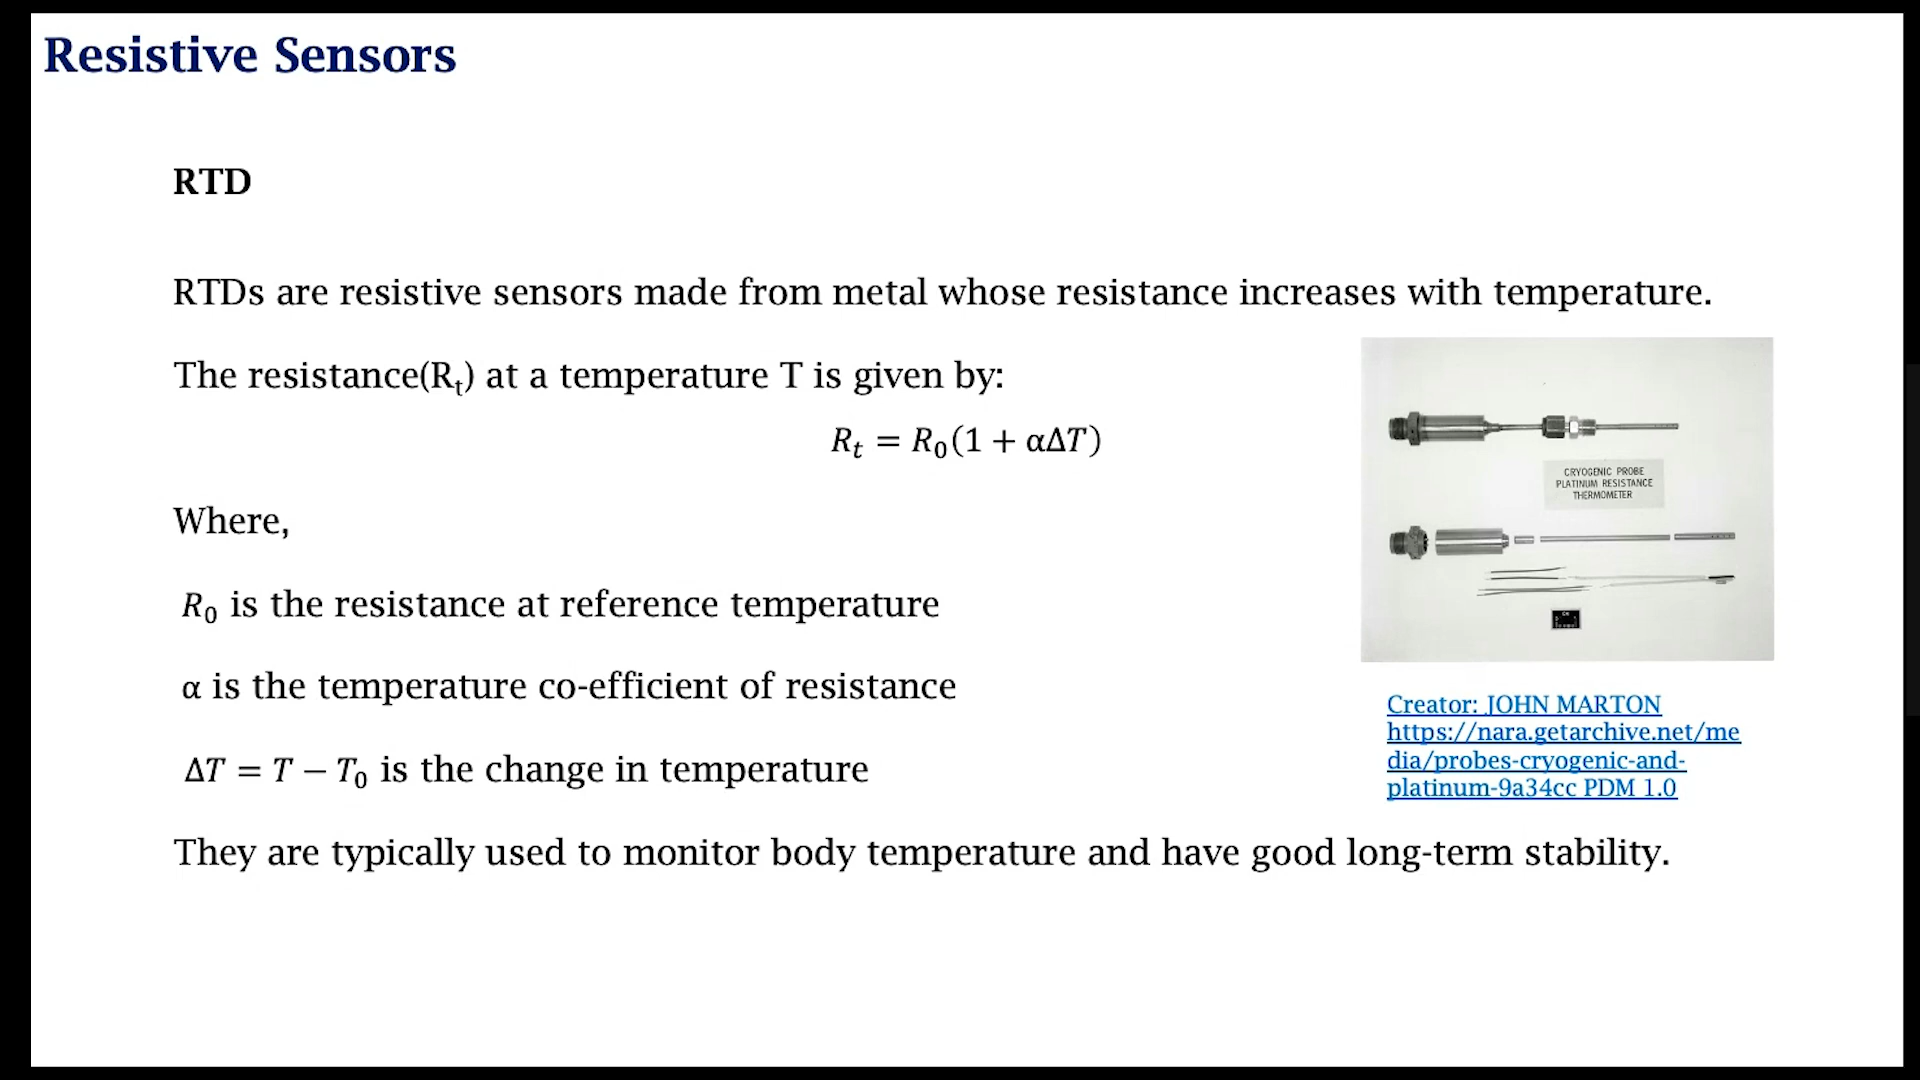 Resistive Sensors
RTD
RTDs are resistive sensors made from metal whose resistance increases with temperature.
The resistance(Rₜ) at a temperature T is given by:
𝑅ₜ = 𝑅₀(1 + αΔ𝑇)
Where,
𝑅₀ is the resistance at reference temperature
α is the temperature co-efficient of resistance
Δ𝑇 = 𝑇 − 𝑇₀ is the change in temperature
They are typically used to monitor body temperature and have good long-term stability.
CRYOGENIC PROBE
PLATINUM RESISTANCE
THERMOMETER
Creator: JOHN MARTON
https://nara.getarchive.net/me
dia/probes-cryogenic-and-
platinum-9a34cc PDM 1.0